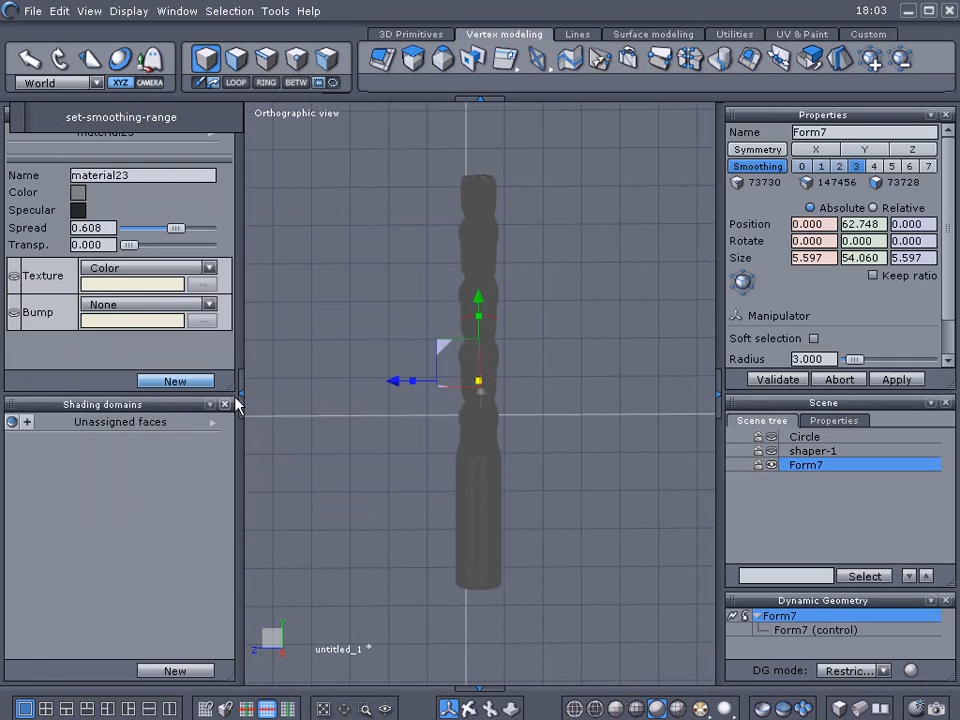 File Edit View Display Window Selection Tools Help
18:03
3D Primitives Vertex modeling Lines Surface modeling Utilities UV & Paint Custom
World XYZ CAMERA
LOOP RING BETW
set-smoothing-range
material23
Name material23
Color
Specular
Spread 0.608
Transp. 0.000
Texture Color
...
Bump None
...
New
Shading domains
Unassigned faces
New
Orthographic view
Y
Z X
untitled_1 *
Properties
Name Form7
Symmetry X Y Z
Smoothing 0 1 2 3 4 5 6 7
73730 147456 73728
Absolute Relative
Position 0.000 62.748 0.000
Rotate 0.000 0.000 0.000
Size 5.597 54.060 5.597
Keep ratio
Manipulator
Soft selection
Radius 3.000
Validate Abort Apply
Scene
Scene tree Properties
Circle
shaper-1
Form7
Select
Dynamic Geometry
Form7
Form7 (control)
DG mode: Restric...